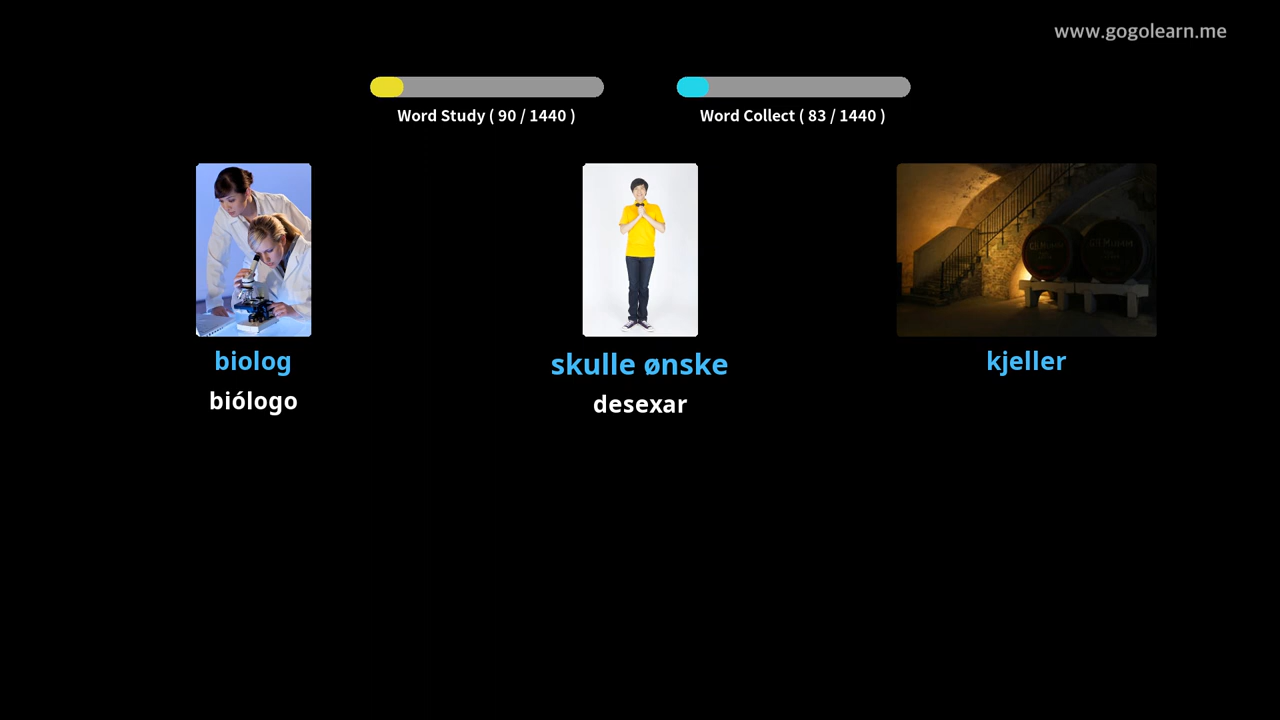 www.gogolearn.me
Word Study ( 90 / 1440 )
Word Collect ( 83 / 1440 )
biolog
biólogo
skulle ønske
desexar
kjeller